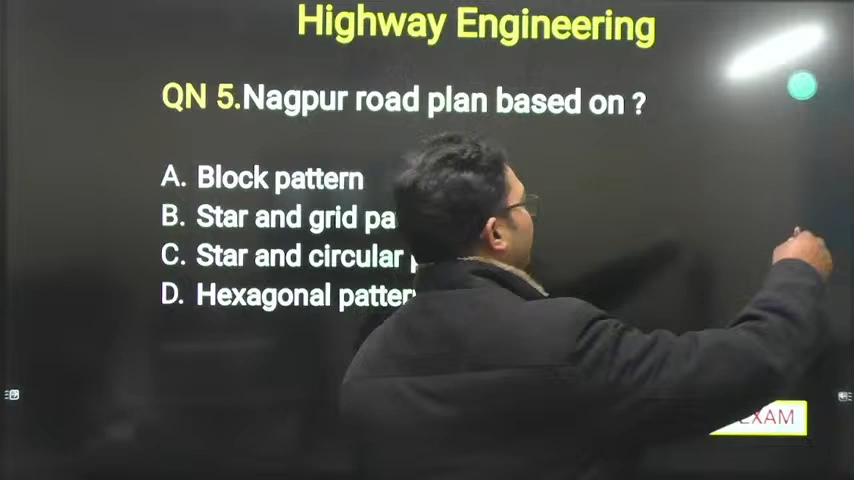 Highway Engineering
QN 5.Nagpur road plan based on ?
A. Block pattern
B. Star and grid pa
C. Star and circular
D. Hexagonal patter
EXAM